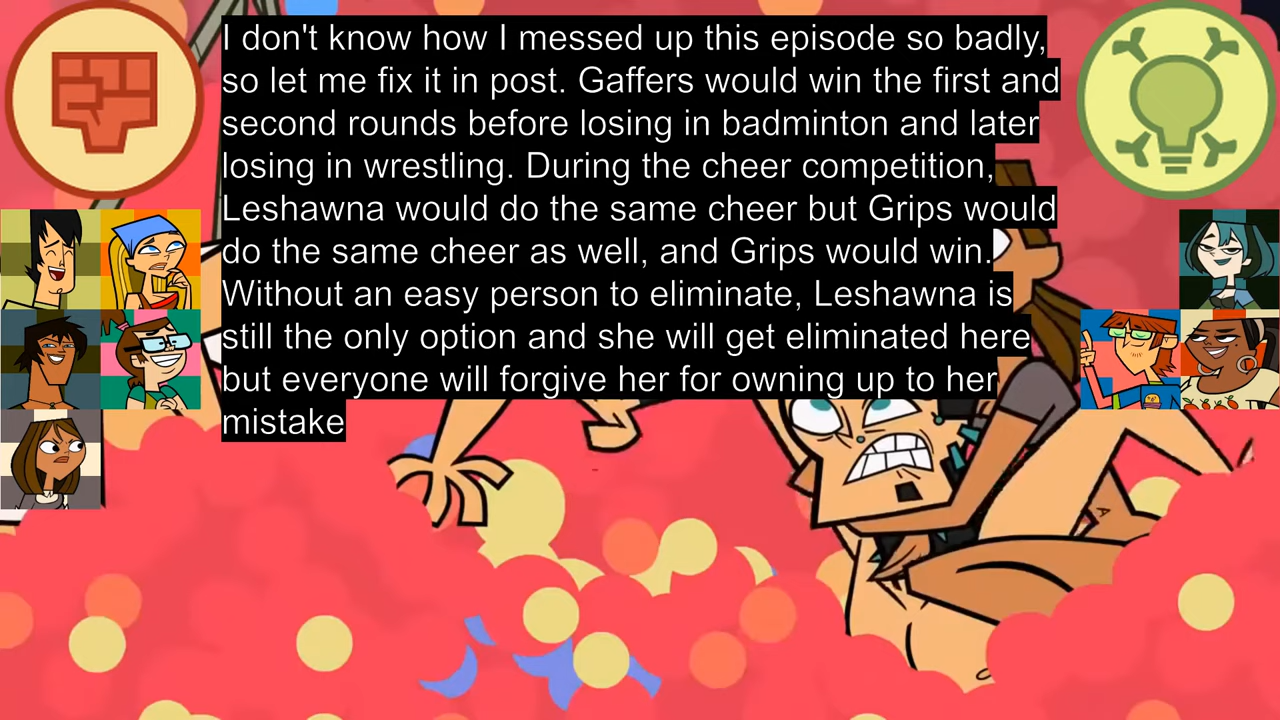 I don't know how I messed up this episode so badly,
so let me fix it in post. Gaffers would win the first and
second rounds before losing in badminton and later
losing in wrestling. During the cheer competition,
Leshawna would do the same cheer but Grips would
do the same cheer as well, and Grips would win.
Without an easy person to eliminate, Leshawna is
still the only option and she will get eliminated here
but everyone will forgive her for owning up to her
mistake